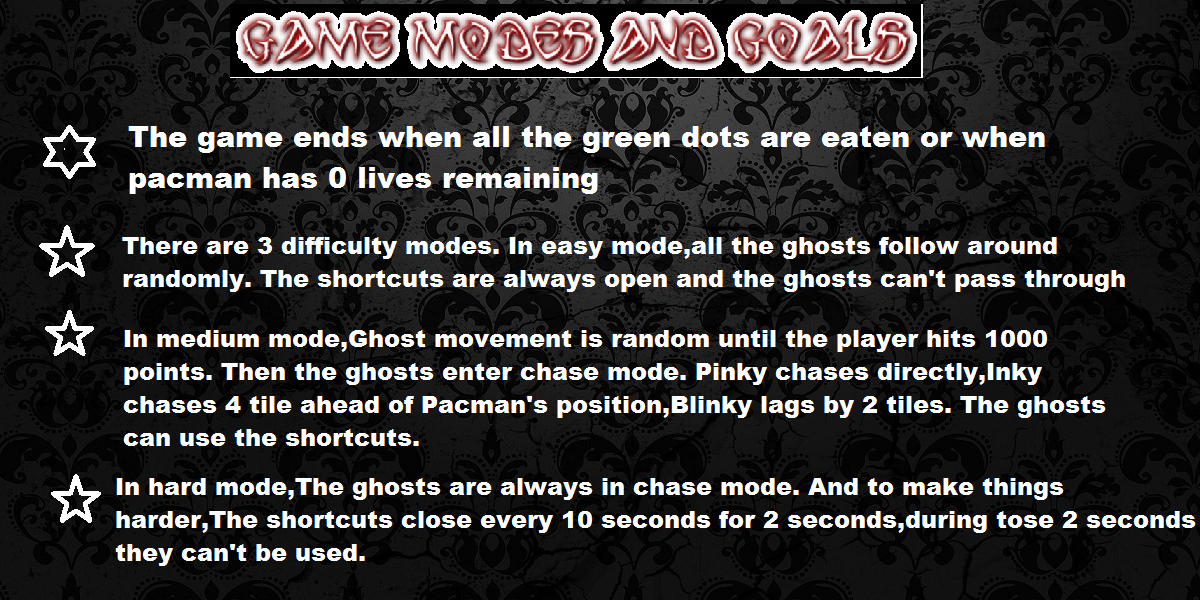 GAME MODES AND GOALS
The game ends when all the green dots are eaten or when
pacman has 0 lives remaining
There are 3 difficulty modes. In easy mode,all the ghosts follow around
randomly. The shortcuts are always open and the ghosts can't pass through
In medium mode,Ghost movement is random until the player hits 1000
points. Then the ghosts enter chase mode. Pinky chases directly,Inky
chases 4 tile ahead of Pacman's position,Blinky lags by 2 tiles. The ghosts
can use the shortcuts.
In hard mode,The ghosts are always in chase mode. And to make things
harder,The shortcuts close every 10 seconds for 2 seconds,during tose 2 seconds
they can't be used.